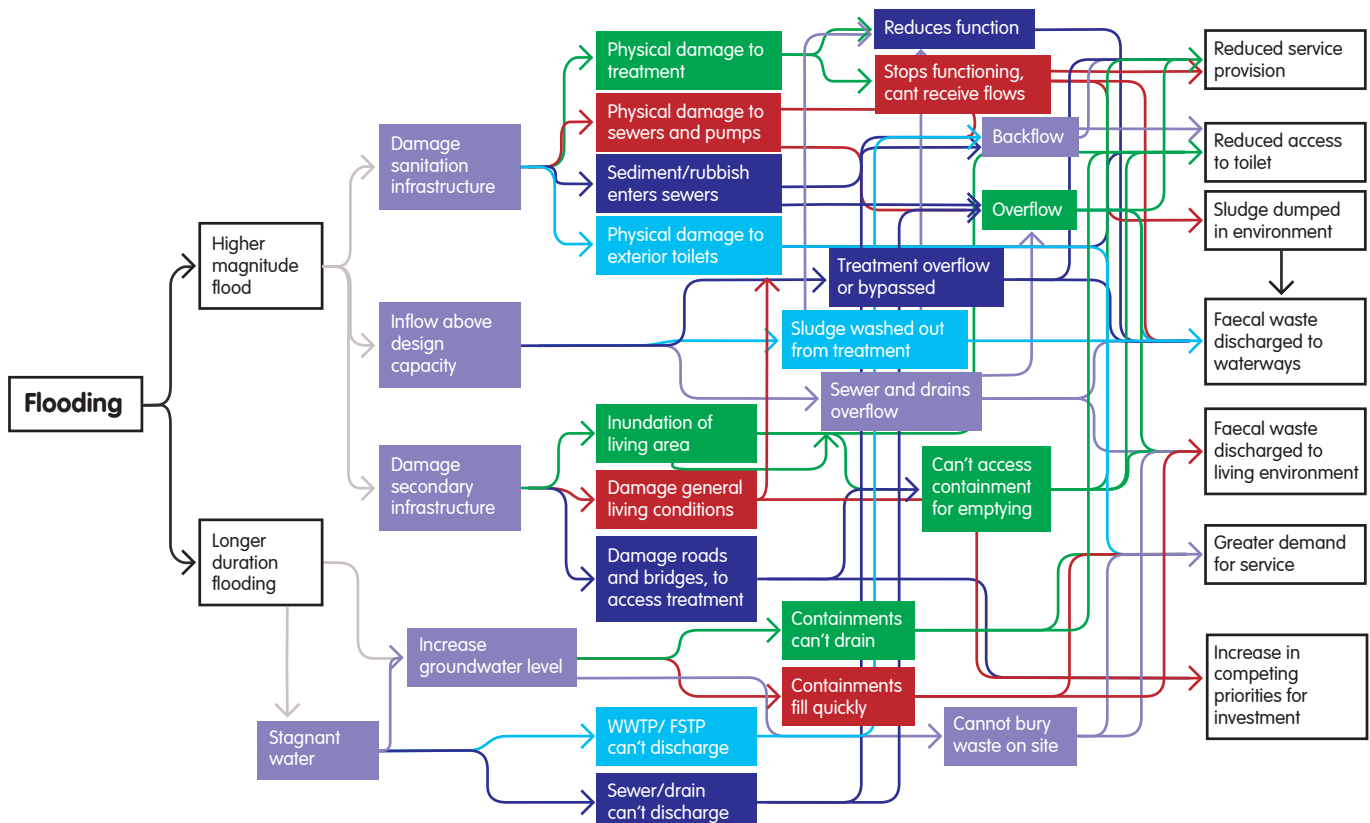 Flooding
Higher
magnitude
flood
Longer
duration
flooding
Stagnant
water
Damage
sanitation
infrastructure
Inflow above
design
capacity
Damage
secondary
infrastructure
Increase
groundwater level
Physical damage to
treatment
Physical damage to
sewers and pumps
Sediment/rubbish
enters sewers
Physical damage to
exterior toilets
Inundation of
living area
Damage general
living conditions
Damage roads
and bridges, to
access treatment
WWTP/ FSTP
can't discharge
Sewer/drain
can't discharge
Reduces function
Stops functioning,
cant receive flows
Backflow
Overflow
Treatment overflow
or bypassed
Sludge washed out
from treatment
Sewer and drains
overflow
Can't access
containment
for emptying
Containments
can't drain
Containments
fill quickly
Cannot bury
waste on site
Reduced service
provision
Reduced access
to toilet
Sludge dumped
in environment
Faecal waste
discharged to
waterways
Faecal waste
discharged to
living environment
Greater demand
for service
Increase in
competing
priorities for
investment